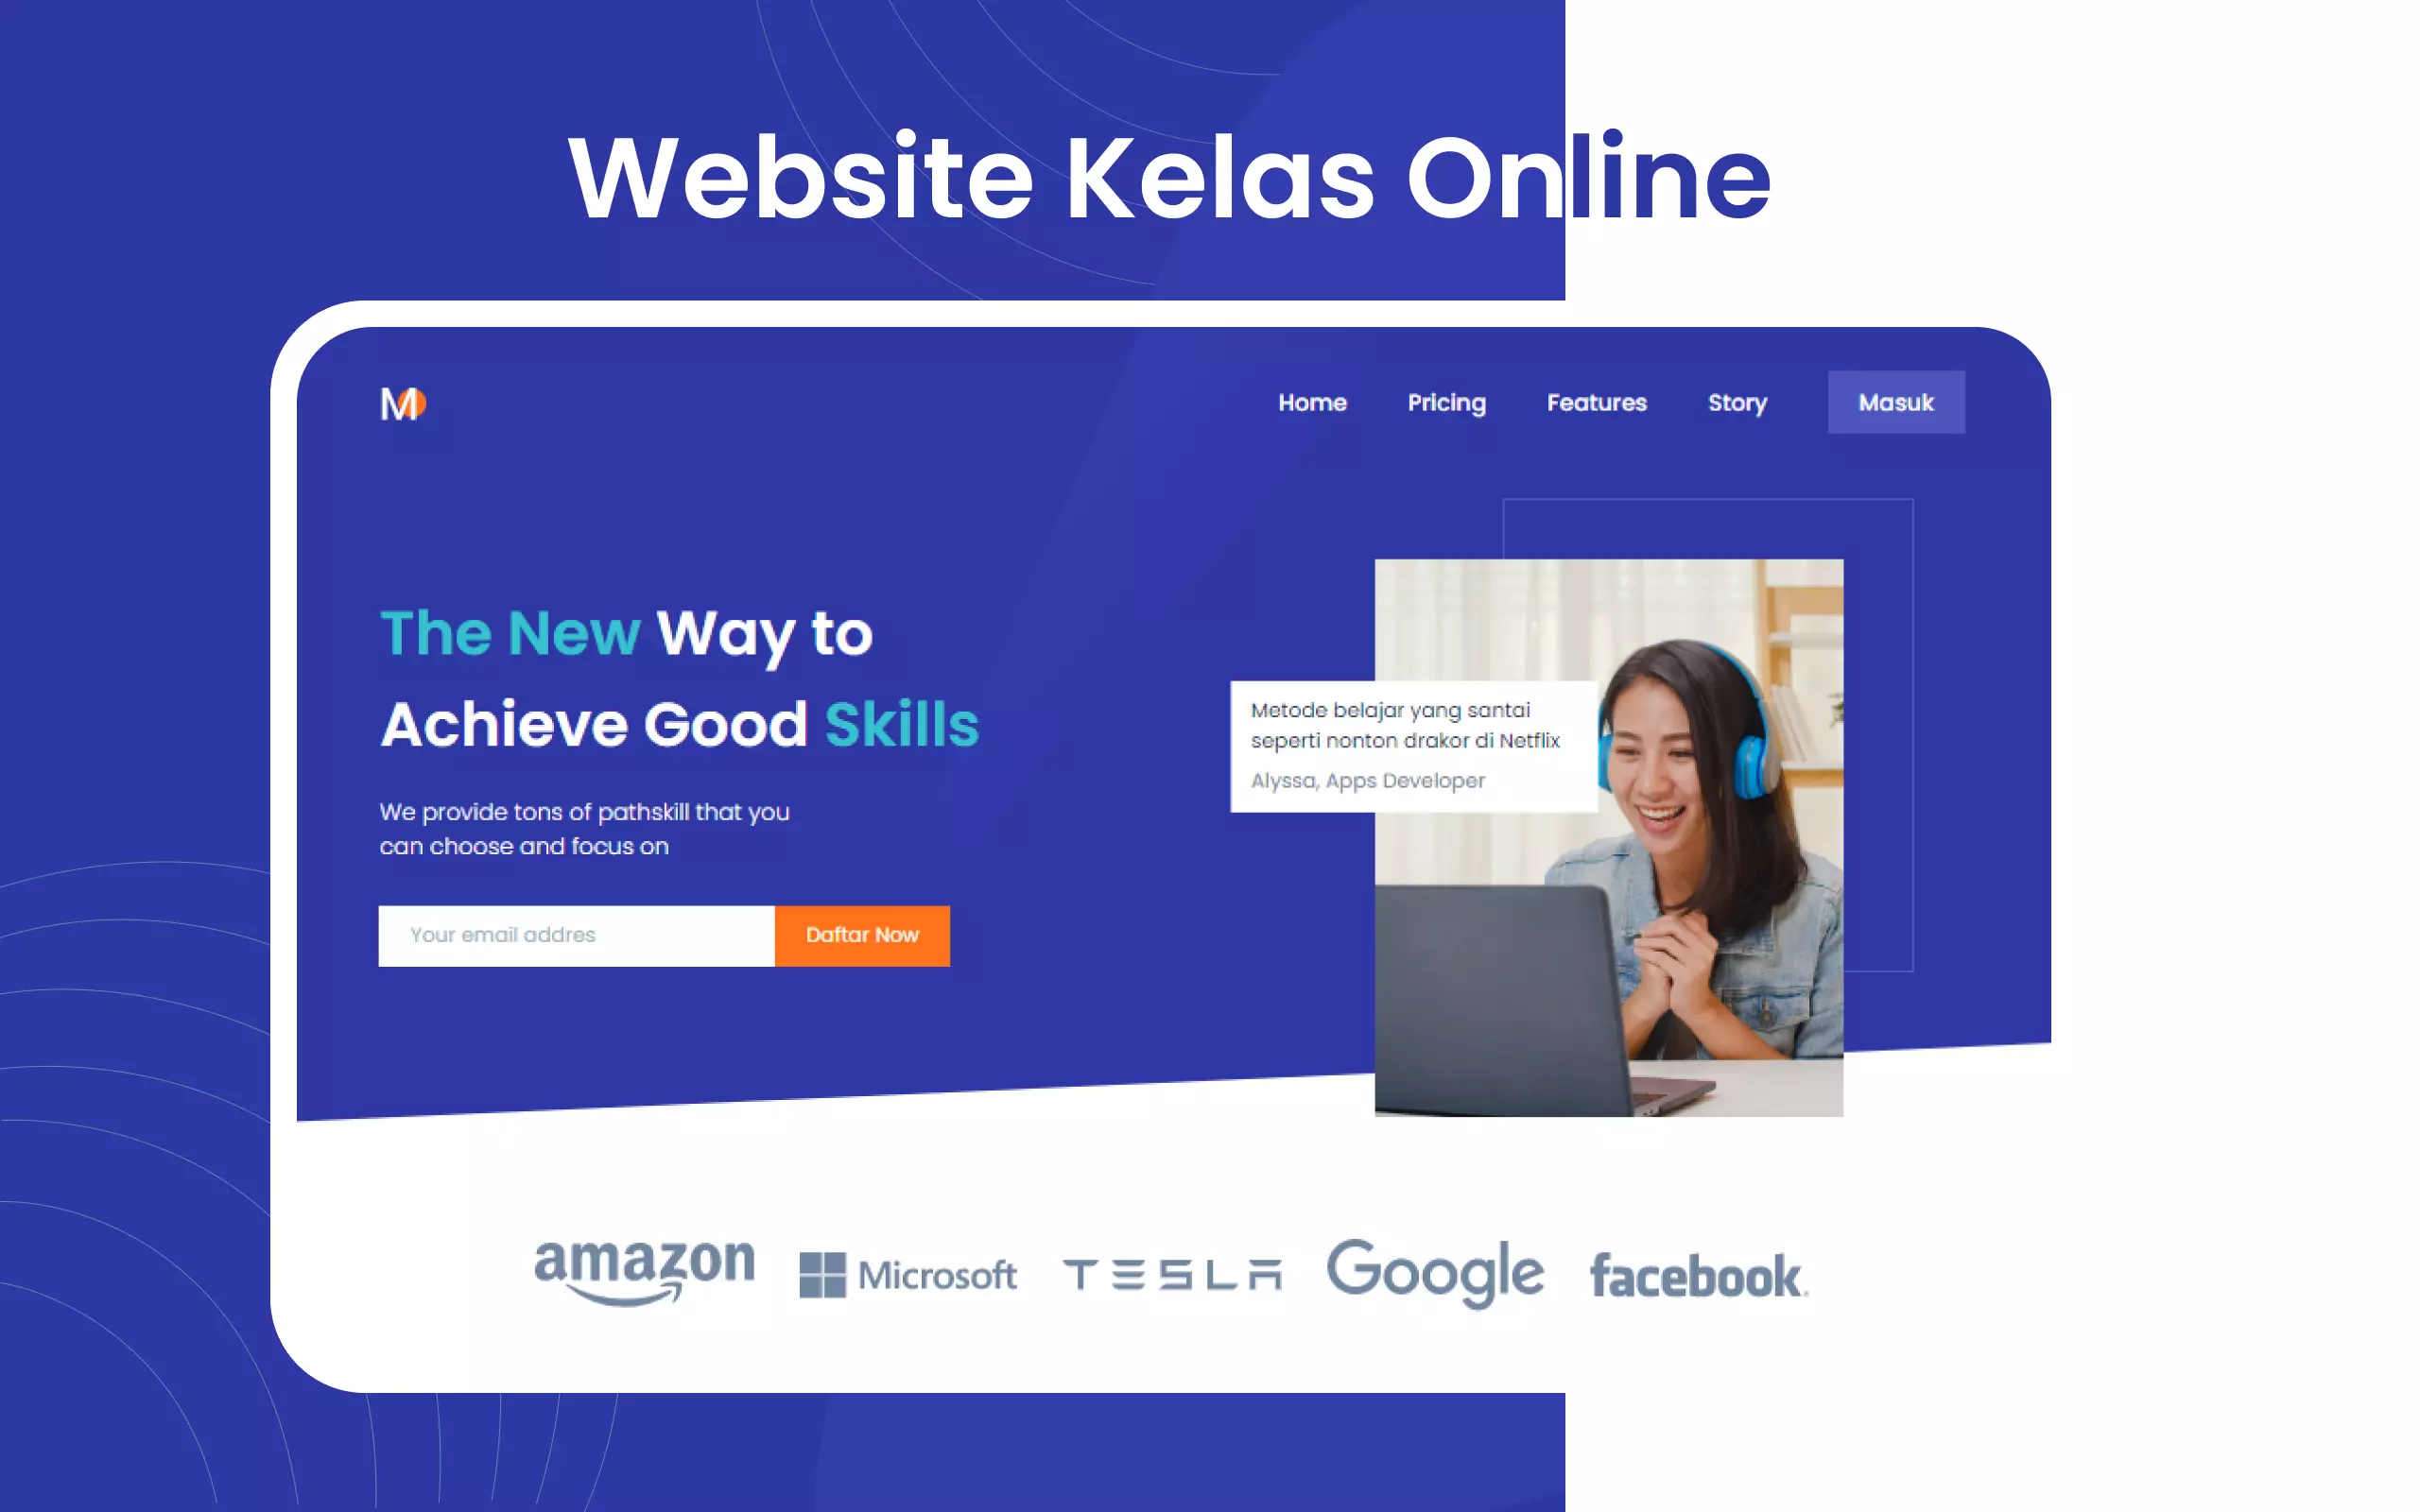 Website Kelas Online
M
Home Pricing Features Story Masuk
The New Way to
Achieve Good Skills
We provide tons of pathskill that you
can choose and focus on
Your email addres Daftar Now
Metode belajar yang santai
seperti nonton drakor di Netflix
Alyssa, Apps Developer
amazon Microsoft TESLA Google facebook